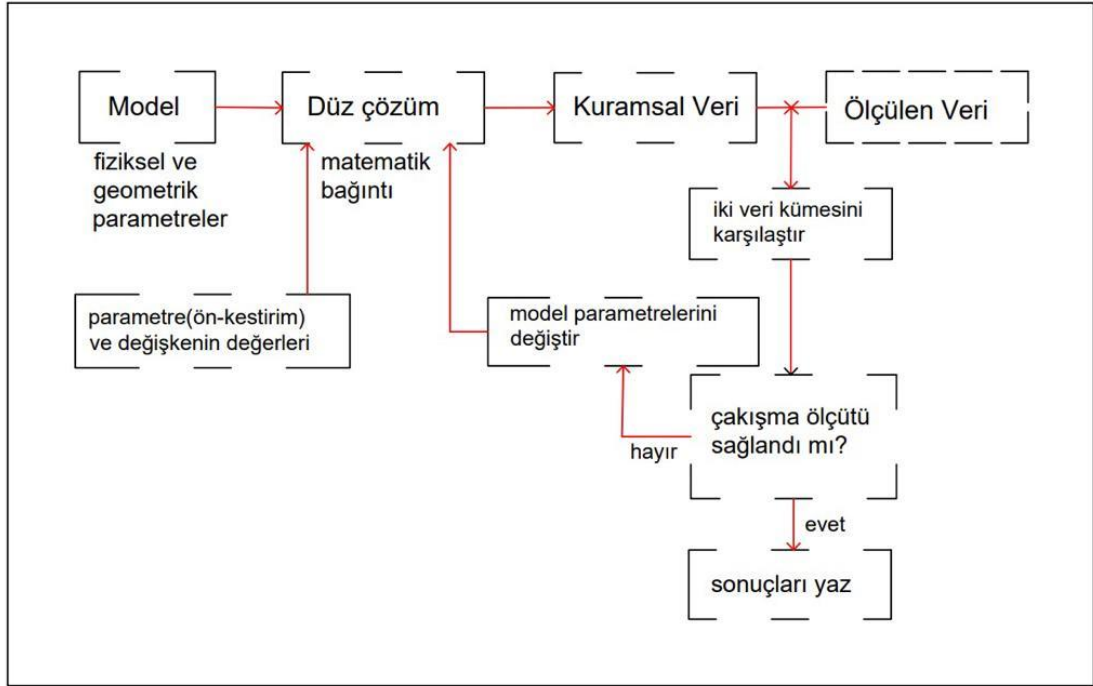 Model
Düz çözüm
Kuramsal Veri
Ölçülen Veri
fiziksel ve
geometrik
parametreler
matematik
bağıntı
iki veri kümesini
karşılaştır
parametre(ön-kestirim)
ve değişkenin değerleri
model parametrelerini
değiştir
çakışma ölçütü
sağlandı mı?
hayır
evet
sonuçları yaz